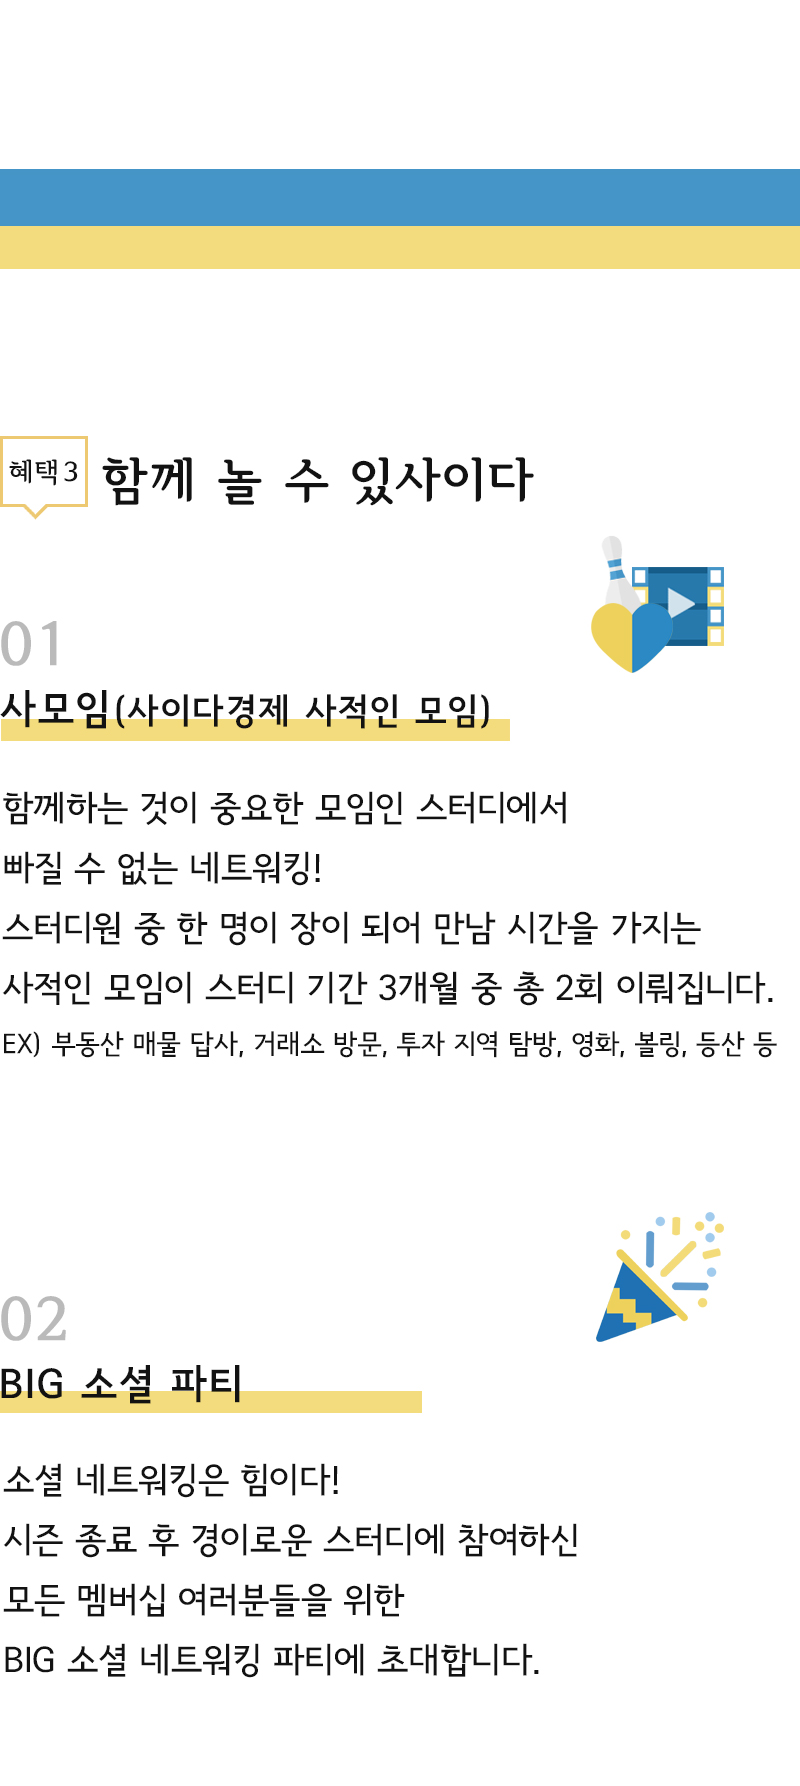 혜택3
함께 놀 수 있사이다
01
사모임(사이다경제 사적인 모임)
함께하는 것이 중요한 모임인 스터디에서
빠질 수 없는 네트워킹!
스터디원 중 한 명이 장이 되어 만남 시간을 가지는
사적인 모임이 스터디 기간 3개월 중 총 2회 이뤄집니다.
EX) 부동산 매물 답사, 거래소 방문, 투자 지역 탐방, 영화, 볼링, 등산 등
02
BIG 소셜 파티
소셜 네트워킹은 힘이다!
시즌 종료 후 경이로운 스터디에 참여하신
모든 멤버십 여러분들을 위한
BIG 소셜 네트워킹 파티에 초대합니다.